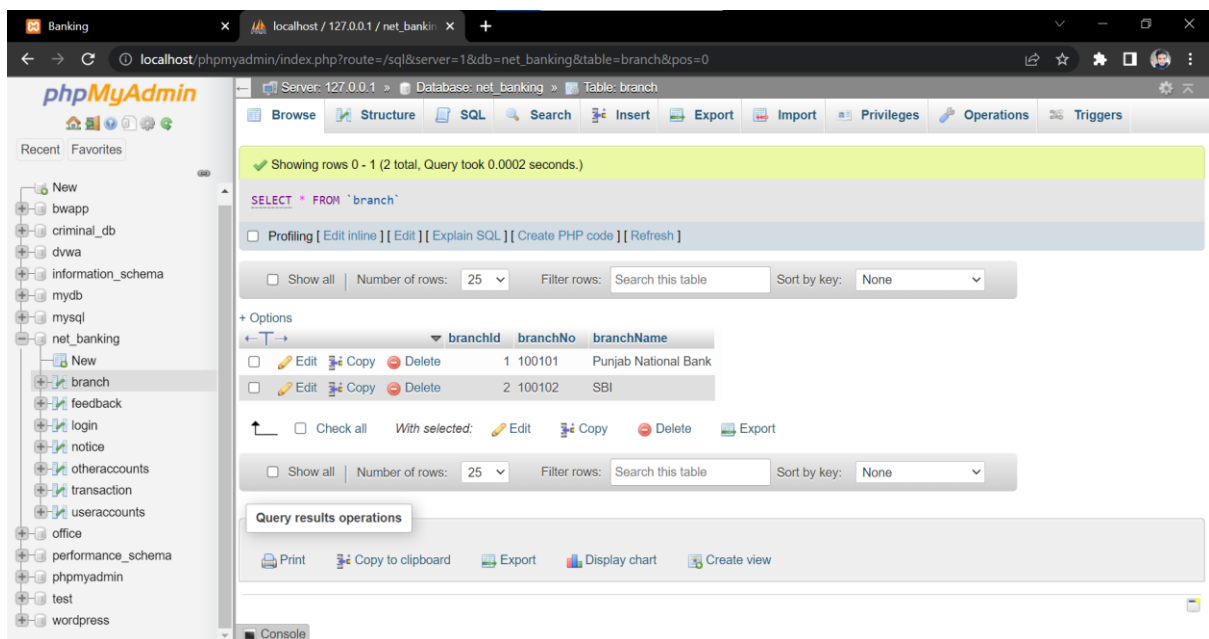 Banking
localhost / 127.0.0.1 / net_bankin
localhost/phpmyadmin/index.php?route=/sql&server=1&db=net_banking&table=branch&pos=0
phpMyAdmin
Recent Favorites
New
bwapp
criminal_db
dvwa
information_schema
mydb
mysql
net_banking
New
branch
feedback
login
notice
otheraccounts
transaction
useraccounts
office
performance_schema
phpmyadmin
test
wordpress
Server: 127.0.0.1 » Database: net_banking » Table: branch
Browse Structure SQL Search Insert Export Import Privileges Operations Triggers
Showing rows 0 - 1 (2 total, Query took 0.0002 seconds.)
SELECT * FROM `branch`
Profiling [ Edit inline ] [ Edit ] [ Explain SQL ] [ Create PHP code ] [ Refresh ]
Show all | Number of rows: 25 Filter rows: Search this table Sort by key: None
+ Options
branchId branchNo branchName
Edit Copy Delete 1 100101 Punjab National Bank
Edit Copy Delete 2 100102 SBI
Check all With selected: Edit Copy Delete Export
Show all | Number of rows: 25 Filter rows: Search this table Sort by key: None
Query results operations
Print Copy to clipboard Export Display chart Create view
Console